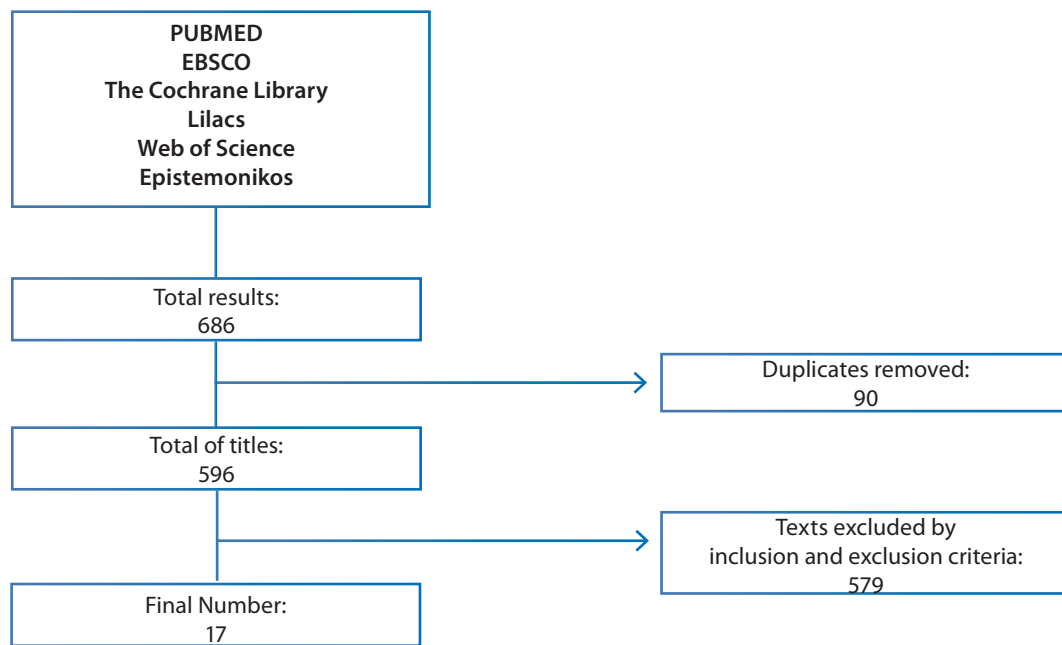 PUBMED
EBSCO
The Cochrane Library
Lilacs
Web of Science
Epistemonikos
Total results:
686
Duplicates removed:
90
Total of titles:
596
Texts excluded by
inclusion and exclusion criteria:
579
Final Number:
17